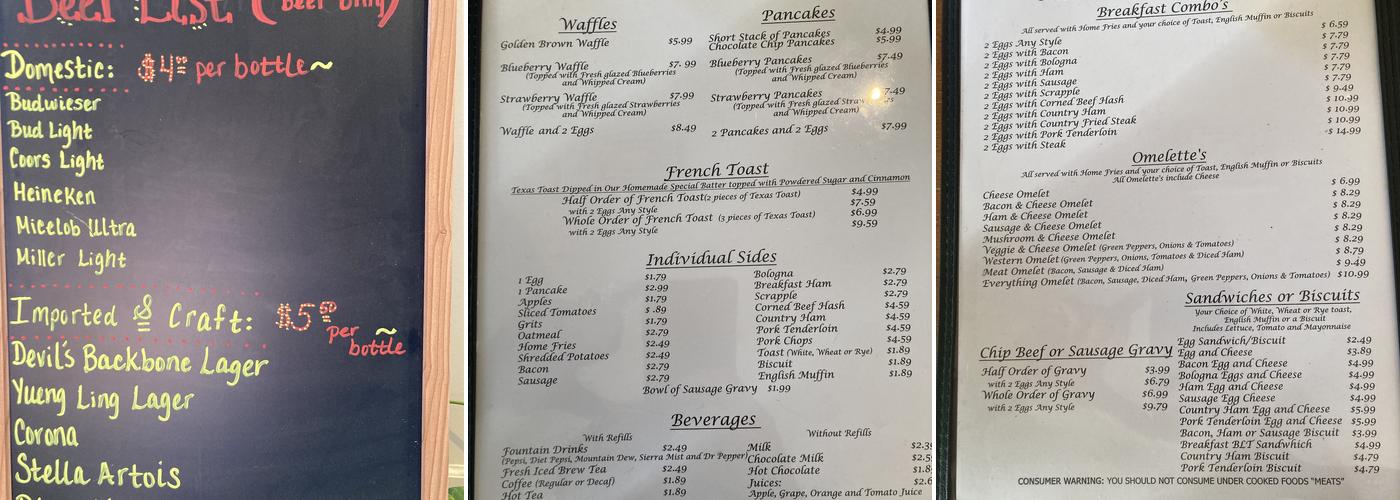 Beer List (Beer only)
Domestic: $4.00 per bottle~
Budwieser
Bud Light
Coors Light
Heineken
Micelob Ultra
Miller Light
Imported & Craft: $5.50 per bottle ~
Devil's Backbone Lager
Yueng Ling Lager
Corona
Stella Artois
Waffles
Golden Brown Waffle $5.99
Blueberry Waffle $7.99
(Topped with Fresh glazed Blueberries
and Whipped Cream)
Strawberry Waffle $7.99
(Topped with Fresh glazed Strawberries
and Whipped Cream)
Waffle and 2 Eggs $8.49
Pancakes
Short Stack of Pancakes $4.99
Chocolate Chip Pancakes $5.99
Blueberry Pancakes $7.49
(Topped with Fresh glazed Blueberries
and Whipped Cream)
Strawberry Pancakes 7.49
(Topped with Fresh glazed
and Whipped Cream)
2 Pancakes and 2 Eggs $7.99
French Toast
Texas Toast Dipped in Our Homemade Special Batter topped with Powdered Sugar and Cinnamon
Half Order of French Toast (2 pieces of Texas Toast) $4.99
with 2 Eggs Any Style $7.59
Whole Order of French Toast (3 pieces of Texas Toast) $6.99
with 2 Eggs Any Style $9.59
Individual Sides
1 Egg $1.79
1 Pancake $2.99
Apples $1.79
Sliced Tomatoes $ .89
Grits $1.79
Oatmeal $2.79
Home Fries $2.49
Shredded Potatoes $2.49
Bacon $2.79
Sausage $2.79
Bologna $2.79
Breakfast Ham $2.79
Scrapple $2.79
Corned Beef Hash $4.59
Country Ham $4.59
Pork Tenderloin $4.59
Pork Chops $4.59
Toast (White, Wheat or Rye) $1.89
Biscuit $1.89
English Muffin $1.89
Bowl of Sausage Gravy $1.99
Beverages
With Refills
Fountain Drinks $2.49
(Pepsi, Diet Pepsi, Mountain Dew, Sierra Mist and Dr Pepper)
Fresh Iced Brew Tea $2.49
Coffee (Regular or Decaf) $1.89
Hot Tea $1.89
Without Refills
Milk
Chocolate Milk
Hot Chocolate
Juices:
Apple, Grape, Orange and Tomato Juice
Breakfast Combo's
All served with Home Fries and your choice of Toast, English Muffin or Biscuits
2 Eggs Any Style $ 6.59
2 Eggs with Bacon $ 7.79
2 Eggs with Bologna $ 7.79
2 Eggs with Ham $ 7.79
2 Eggs with Sausage $ 7.79
2 Eggs with Scrapple $ 7.79
2 Eggs with Corned Beef Hash $ 9.49
2 Eggs with Country Ham $ 10.99
2 Eggs with Country Fried Steak $ 10.99
2 Eggs with Pork Tenderloin $ 10.99
2 Eggs with Steak $ 14.99
Omelette's
All served with Home Fries and your choice of Toast, English Muffin or Biscuits
All Omelette's include Cheese
Cheese Omelet $ 6.99
Bacon & Cheese Omelet $ 8.29
Ham & Cheese Omelet $ 8.29
Sausage & Cheese Omelet $ 8.29
Mushroom & Cheese Omelet $ 8.29
Veggie & Cheese Omelet (Green Peppers, Onions & Tomatoes) $ 8.29
Western Omelet (Green Peppers, Onions, Tomatoes & Diced Ham) $ 8.79
Meat Omelet (Bacon, Sausage & Diced Ham) $ 9.49
Everything Omelet (Bacon, Sausage, Diced Ham, Green Peppers, Onions & Tomatoes) $10.99
Chip Beef or Sausage Gravy
Half Order of Gravy $3.99
with 2 Eggs Any Style $6.79
Whole Order of Gravy $6.99
with 2 Eggs Any Style $9.79
Sandwiches or Biscuits
Your Choice of White, Wheat or Rye toast,
English Muffin or a Biscuit
Includes Lettuce, Tomato and Mayonnaise
Egg Sandwich/Biscuit $2.49
Egg and Cheese $3.89
Bacon Egg and Cheese $4.99
Bologna Eggs and Cheese $4.99
Ham Egg and Cheese $4.99
Sausage Egg Cheese $4.99
Country Ham Egg and Cheese $5.99
Pork Tenderloin Egg and Cheese $5.99
Bacon, Ham or Sausage Biscuit $3.99
Breakfast BLT Sandwhich $4.99
Country Ham Biscuit $4.79
Pork Tenderloin Biscuit $4.79
CONSUMER WARNING: YOU SHOULD NOT CONSUME UNDER COOKED FOODS "MEATS"